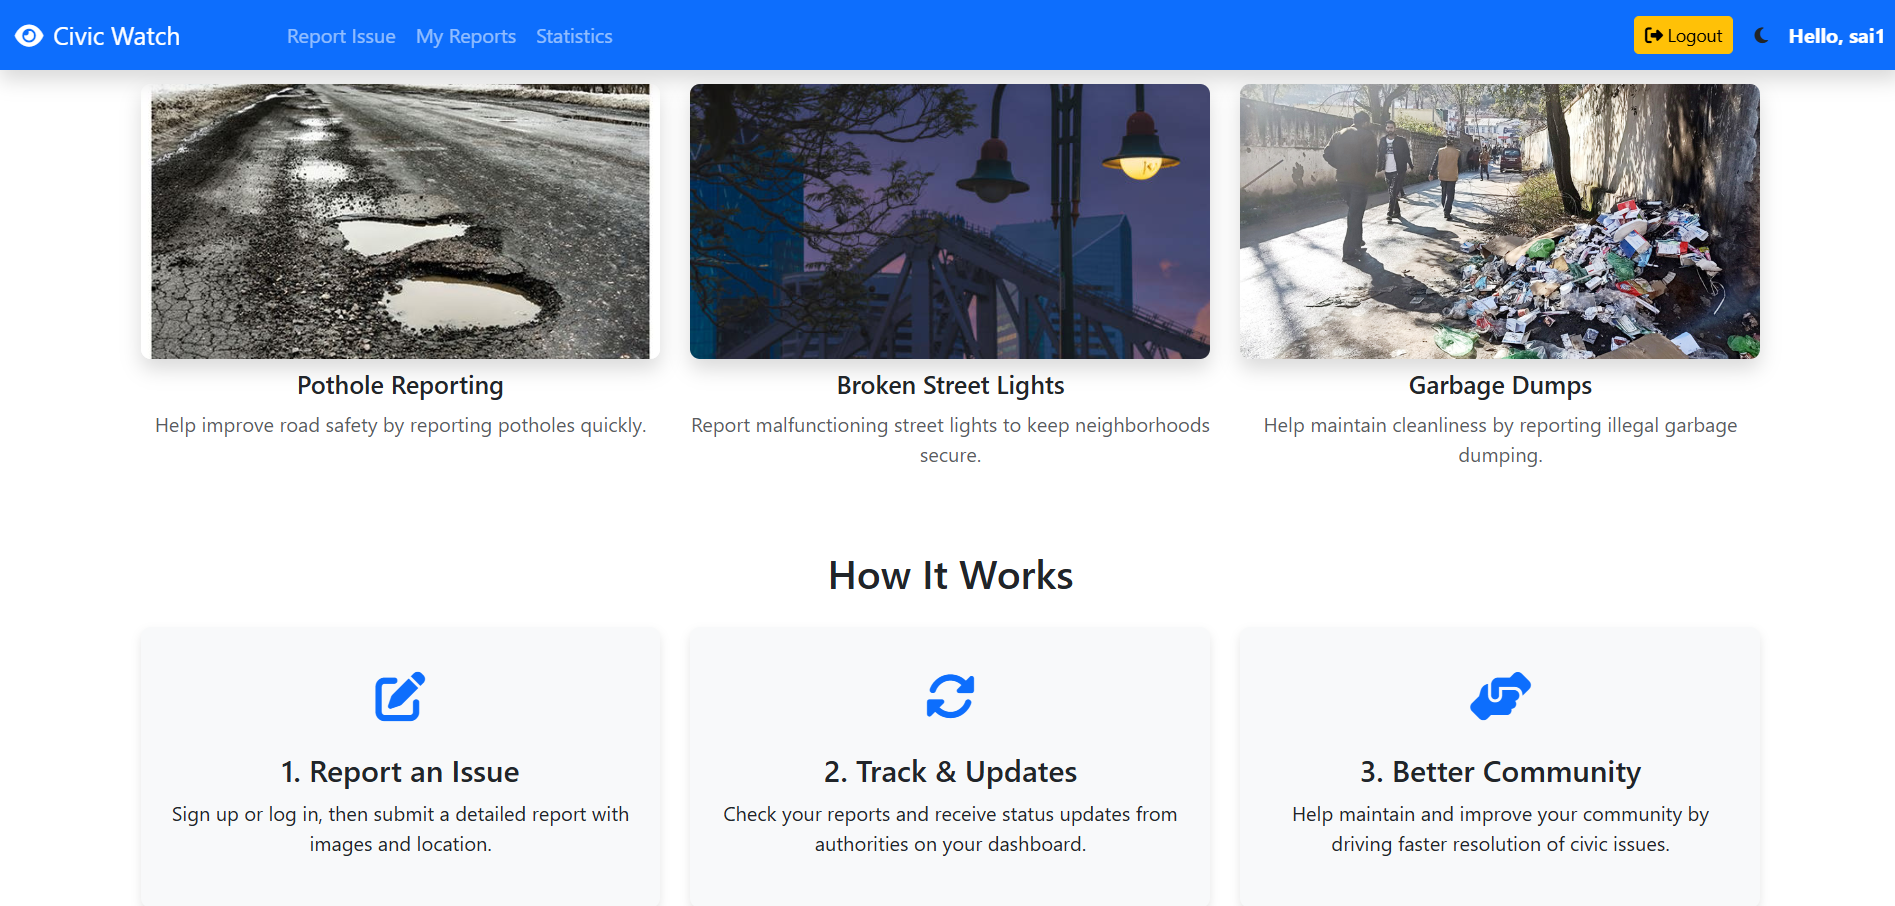 Civic Watch
Report Issue
My Reports
Statistics
Logout
Hello, sai1
Pothole Reporting
Help improve road safety by reporting potholes quickly.
Broken Street Lights
Report malfunctioning street lights to keep neighborhoods
secure.
Garbage Dumps
Help maintain cleanliness by reporting illegal garbage
dumping.
How It Works
1. Report an Issue
Sign up or log in, then submit a detailed report with
images and location.
2. Track & Updates
Check your reports and receive status updates from
authorities on your dashboard.
3. Better Community
Help maintain and improve your community by
driving faster resolution of civic issues.